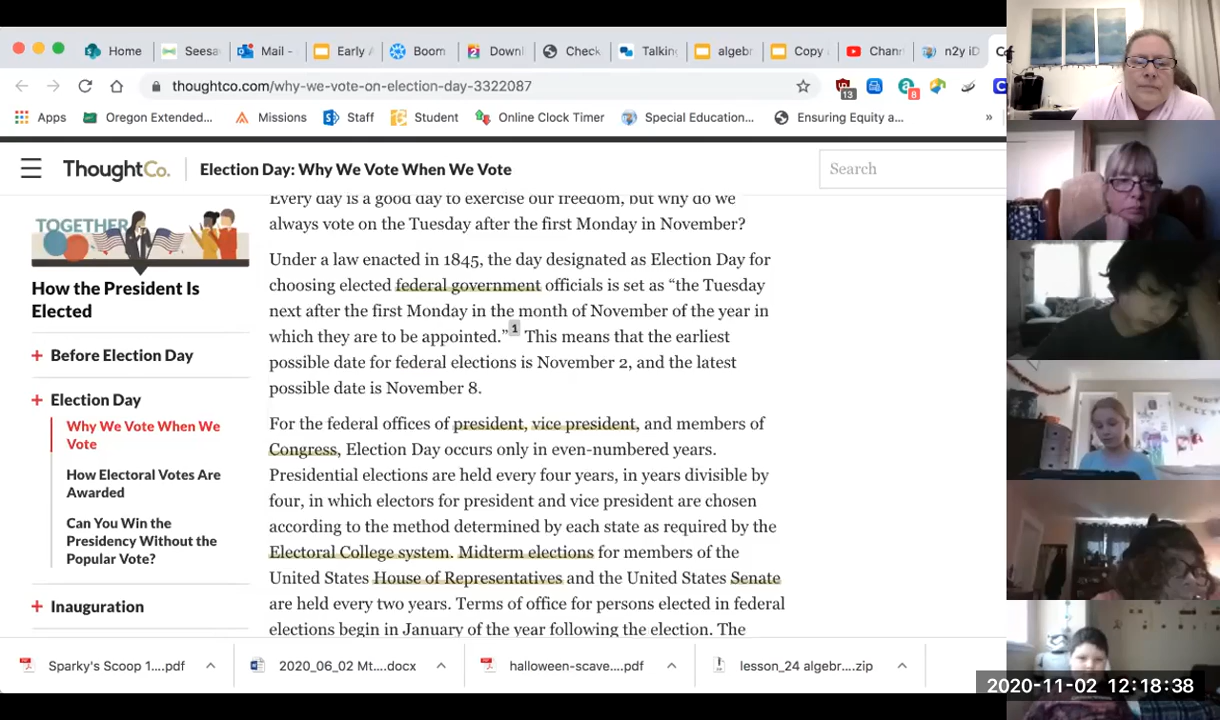 Home
Seesa
Mail -
Early A
Boom
Downl
Check
Talkin
algebr
Copy
Chan
n2y iD
thoughtco.com/why-we-vote-on-election-day-3322087
13
8
Apps
Oregon Extended...
Missions
Staff
Student
Online Clock Timer
Special Education...
Ensuring Equity a...
»
ThoughtCo.
Election Day: Why We Vote When We Vote
Search
TOGETHER
How the President Is
Elected
+ Before Election Day
+ Election Day
Why We Vote When We
Vote
How Electoral Votes Are
Awarded
Can You Win the
Presidency Without the
Popular Vote?
+ Inauguration
Every day is a good day to exercise our freedom, but why do we
always vote on the Tuesday after the first Monday in November?
Under a law enacted in 1845, the day designated as Election Day for
choosing elected federal government officials is set as “the Tuesday
next after the first Monday in the month of November of the year in
which they are to be appointed.”1 This means that the earliest
possible date for federal elections is November 2, and the latest
possible date is November 8.
For the federal offices of president, vice president, and members of
Congress, Election Day occurs only in even-numbered years.
Presidential elections are held every four years, in years divisible by
four, in which electors for president and vice president are chosen
according to the method determined by each state as required by the
Electoral College system. Midterm elections for members of the
United States House of Representatives and the United States Senate
are held every two years. Terms of office for persons elected in federal
elections begin in January of the year following the election. The
Sparky's Scoop 1....pdf
2020_06_02 Mt....docx
halloween-scave....pdf
lesson_24 algebr....zip
2020-11-02 12:18:38